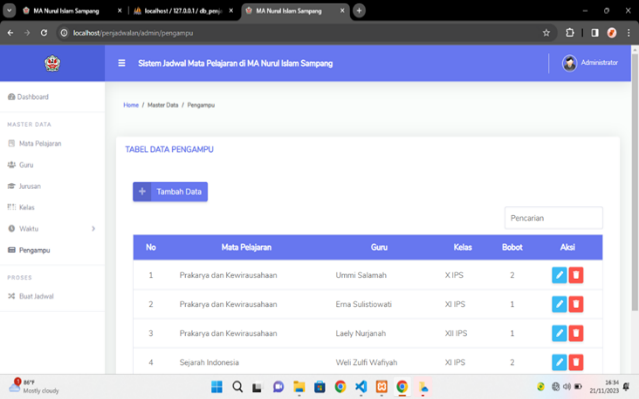 MA Nurul Islam Sampang
localhost / 127.0.0.1 / db_penj
MA Nurul Islam Sampang
localhost/penjadwalan/admin/pengampu
Sistem Jadwal Mata Pelajaran di MA Nurul Islam Sampang
Administrator
Dashboard
MASTER DATA
Mata Pelajaran
Guru
Jurusan
Kelas
Waktu
Pengampu
PROSES
Buat Jadwal
Home / Master Data / Pengampu
TABEL DATA PENGAMPU
Tambah Data
Pencarian
No Mata Pelajaran Guru Kelas Bobot Aksi
1 Prakarya dan Kewirausahaan Ummi Salamah X IPS 2
2 Prakarya dan Kewirausahaan Erna Sulistiowati XI IPS 1
3 Prakarya dan Kewirausahaan Laely Nurjanah XII IPS 1
4 Sejarah Indonesia Weli Zulfi Wafiyah XI IPS 2
86°F
Mostly cloudy
16:34
21/11/2023